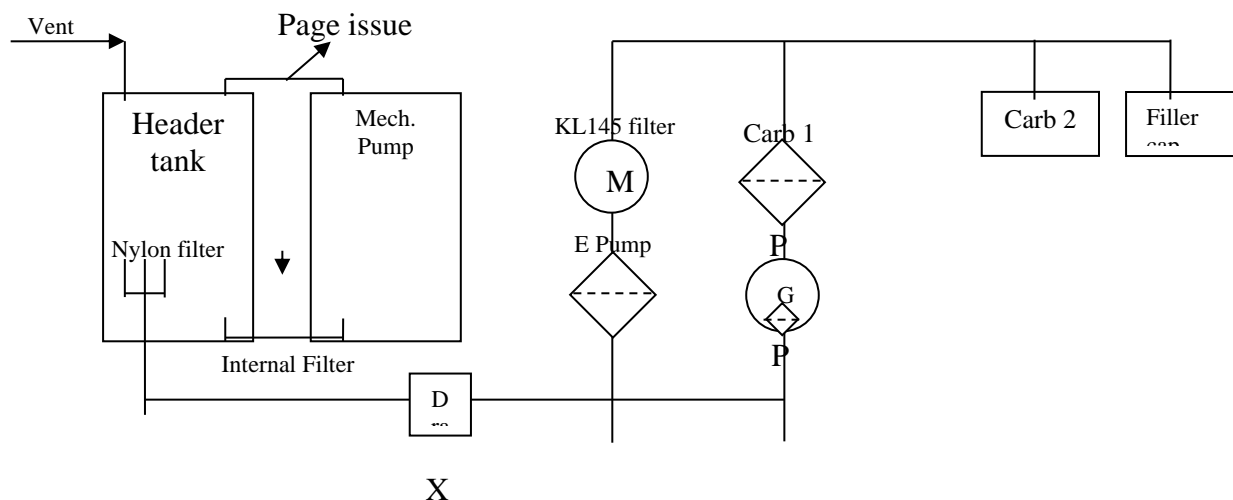 Vent
Page issue
Header
tank
Mech.
Pump
KL145 filter
Carb 1
Carb 2
Filler
M
Nylon filter
E Pump
P
G
P
Internal Filter
D
X